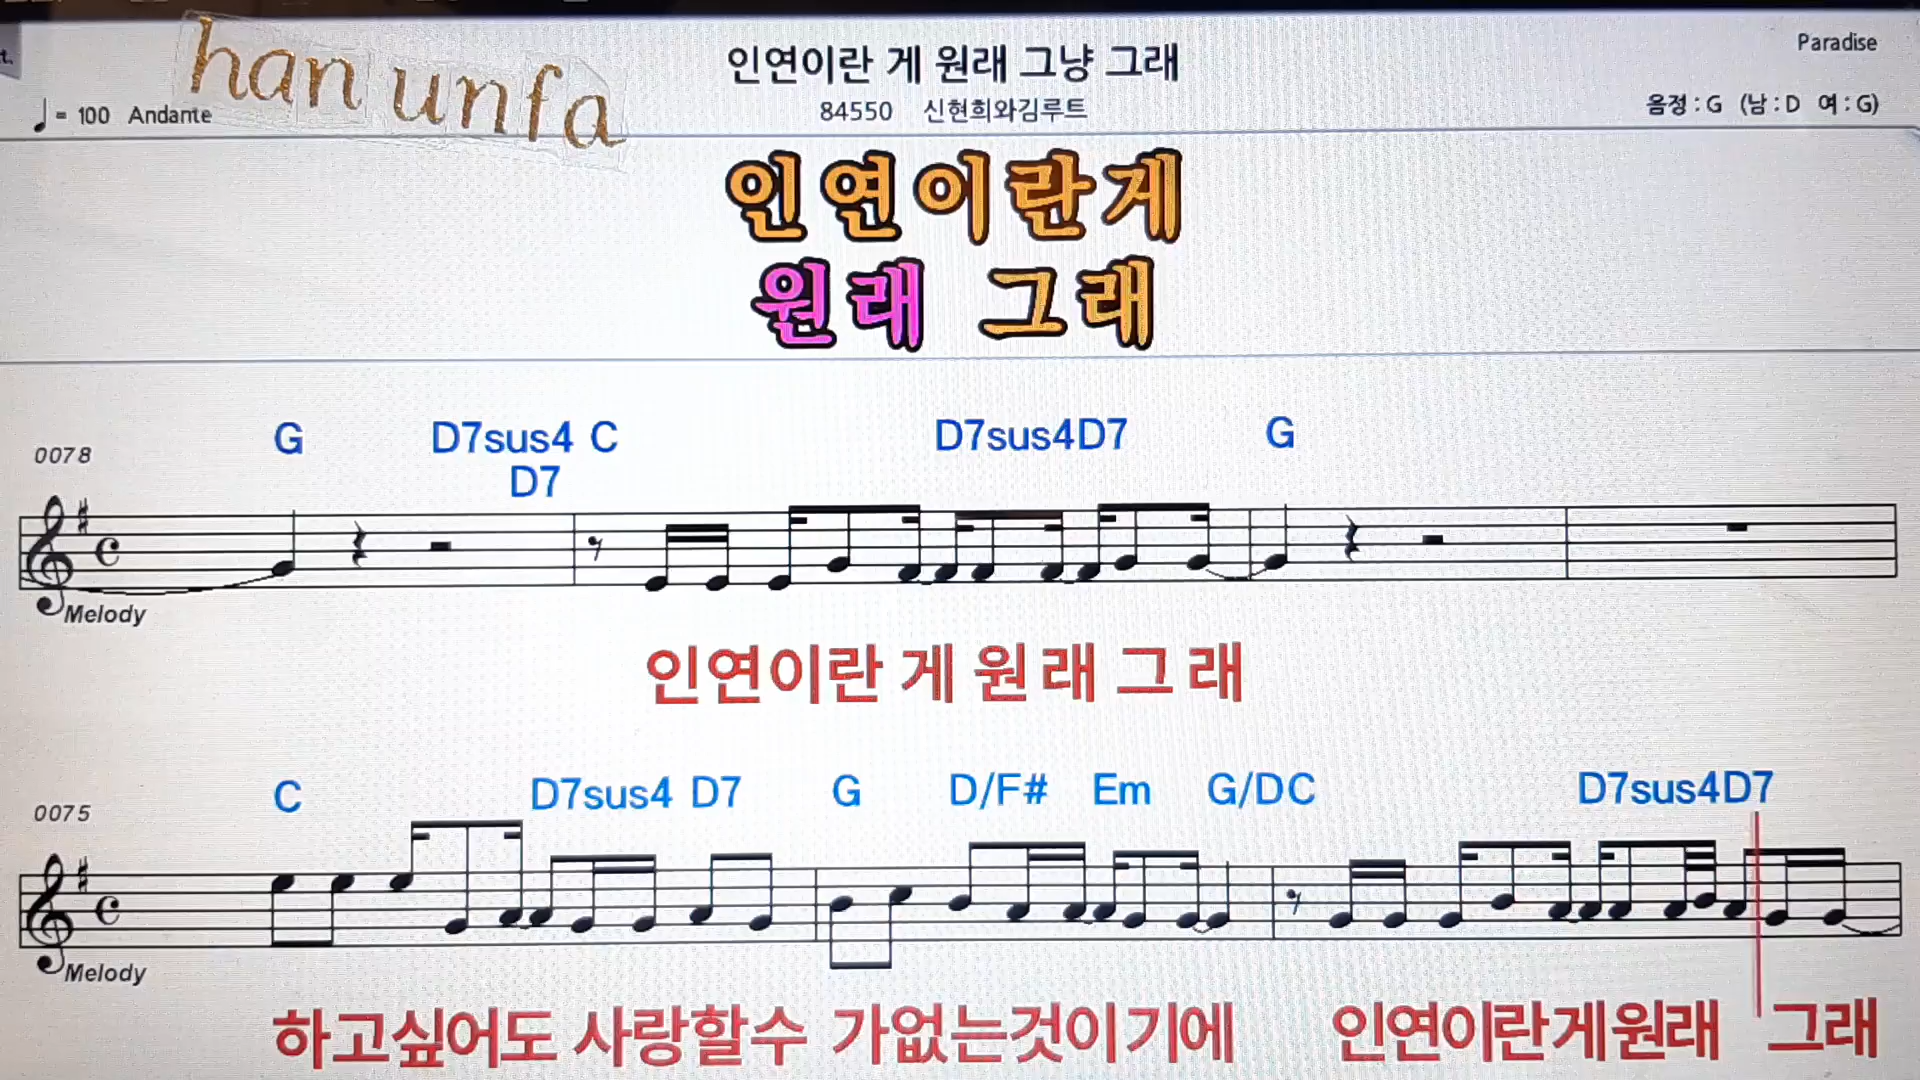 t.
han unfa
인연이란 게 원래 그냥 그래
Paradise
♩ = 100 Andante
84550 신현희와김루트
음정 : G (남 : D 여 : G)
인연이란게
원래 그래
0078
G D7sus4 C D7sus4D7 G
D7
Melody
인연이란 게 원래 그 래
0075
C D7sus4 D7 G D/F# Em G/DC D7sus4D7
Melody
하고싶어도 사랑할수 가없는것이기에 인연이란게원래 그래